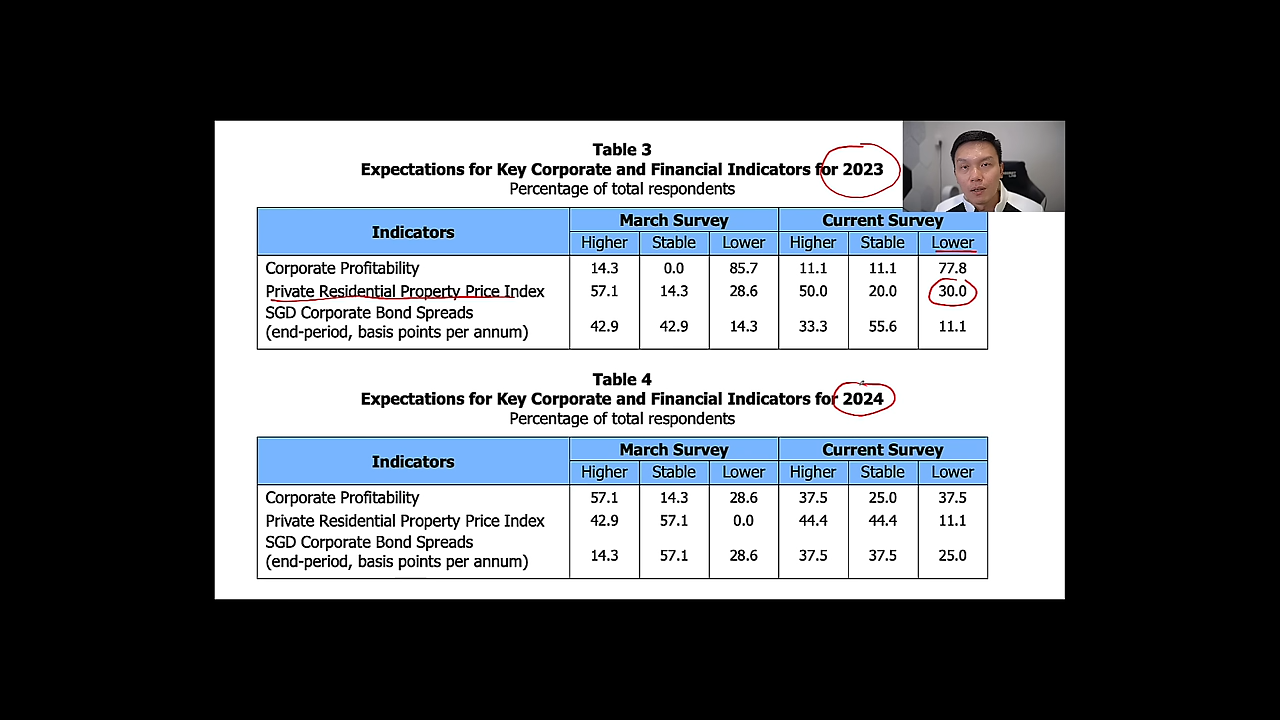 Table 3
Expectations for Key Corporate and Financial Indicators for 2023
Percentage of total respondents
Indicators March Survey Current Survey
Higher Stable Lower Higher Stable Lower
Corporate Profitability 14.3 0.0 85.7 11.1 11.1 77.8
Private Residential Property Price Index 57.1 14.3 28.6 50.0 20.0 30.0
SGD Corporate Bond Spreads
(end-period, basis points per annum) 42.9 42.9 14.3 33.3 55.6 11.1
Table 4
Expectations for Key Corporate and Financial Indicators for 2024
Percentage of total respondents
Indicators March Survey Current Survey
Higher Stable Lower Higher Stable Lower
Corporate Profitability 57.1 14.3 28.6 37.5 25.0 37.5
Private Residential Property Price Index 42.9 57.1 0.0 44.4 44.4 11.1
SGD Corporate Bond Spreads
(end-period, basis points per annum) 14.3 57.1 28.6 37.5 37.5 25.0